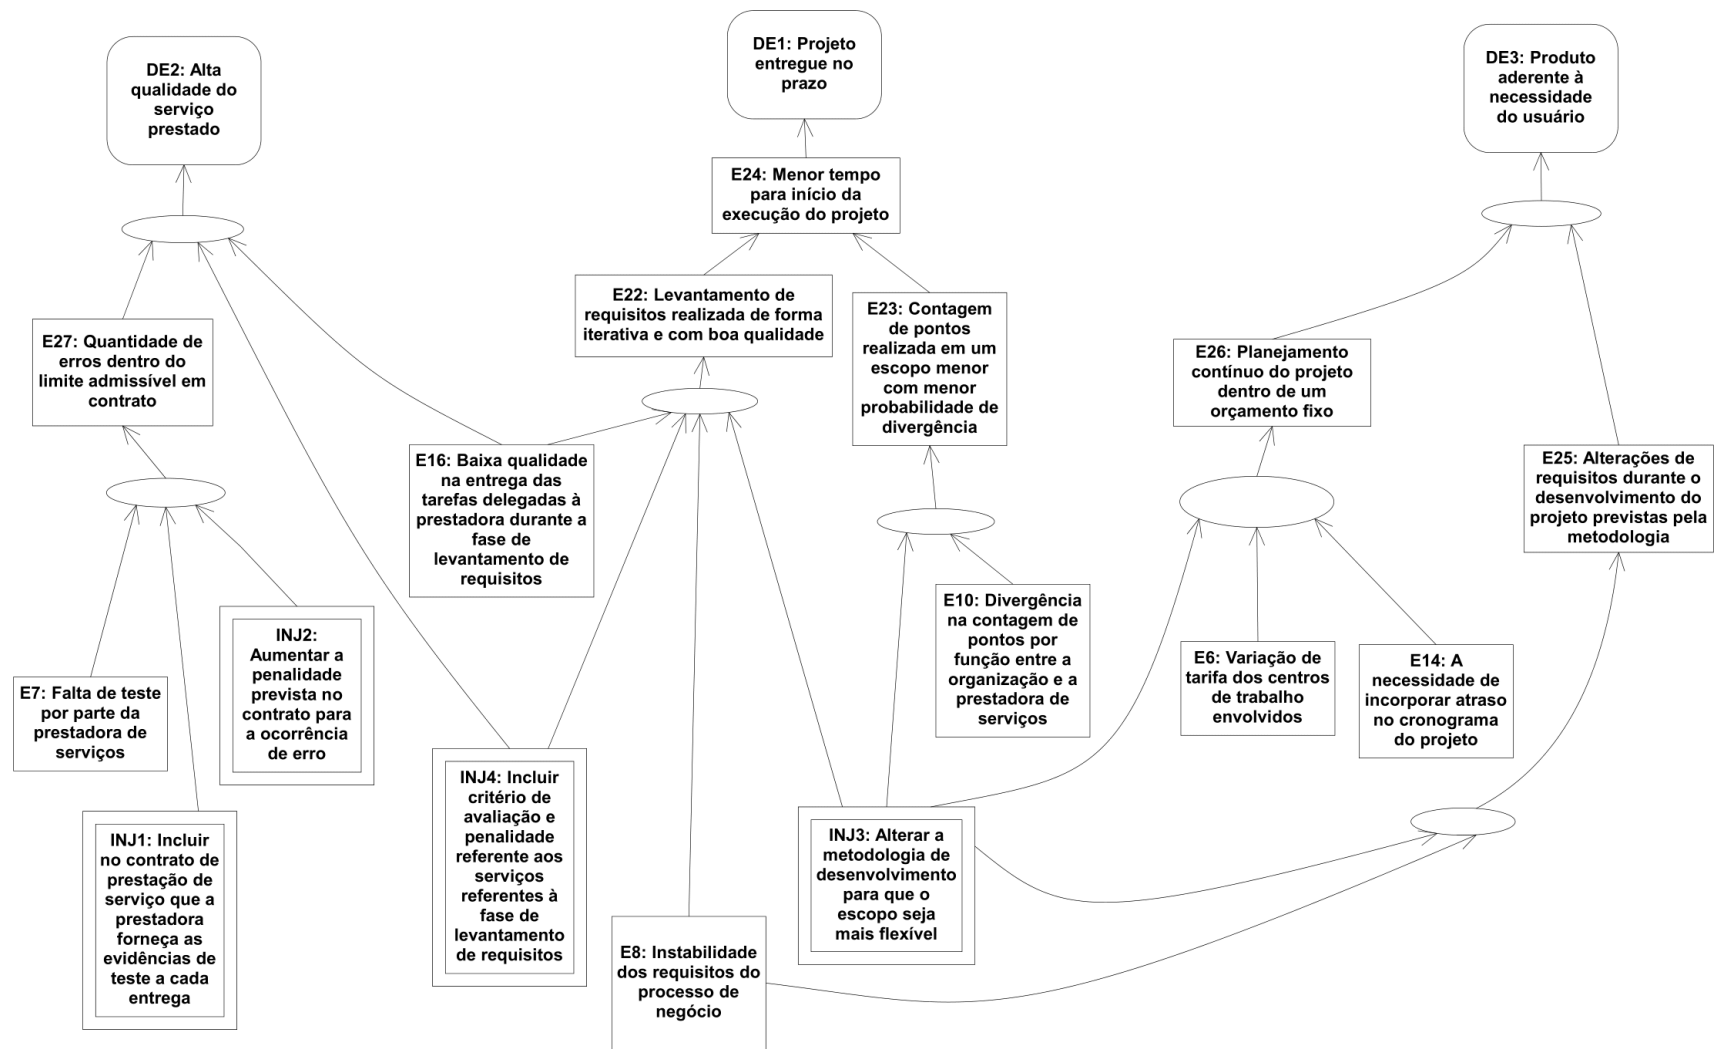 DE2: Alta
qualidade do
serviço
prestado
DE1: Projeto
entregue no
prazo
DE3: Produto
aderente à
necessidade
do usuário
E24: Menor tempo
para início da
execução do projeto
E22: Levantamento de
requisitos realizada de forma
iterativa e com boa qualidade
E23: Contagem
de pontos
realizada em um
escopo menor
com menor
probabilidade de
divergência
E27: Quantidade de
erros dentro do
limite admissível em
contrato
E26: Planejamento
contínuo do projeto
dentro de um
orçamento fixo
E16: Baixa qualidade
na entrega das
tarefas delegadas à
prestadora durante a
fase de
levantamento de
requisitos
E25: Alterações de
requisitos durante o
desenvolvimento do
projeto previstas pela
metodologia
E10: Divergência
na contagem de
pontos por
função entre a
organização e a
prestadora de
serviços
INJ2:
Aumentar a
penalidade
prevista no
contrato para
a ocorrência
de erro
E7: Falta de teste
por parte da
prestadora de
serviços
E6: Variação de
tarifa dos centros
de trabalho
envolvidos
E14: A
necessidade de
incorporar atraso
no cronograma
do projeto
INJ4: Incluir
critério de
avaliação e
penalidade
referente aos
serviços
referentes à
fase de
levantamento
de requisitos
INJ3: Alterar a
metodologia de
desenvolvimento
para que o
escopo seja
mais flexível
INJ1: Incluir
no contrato de
prestação de
serviço que a
prestadora
forneça as
evidências de
teste a cada
entrega
E8: Instabilidade
dos requisitos do
processo de
negócio